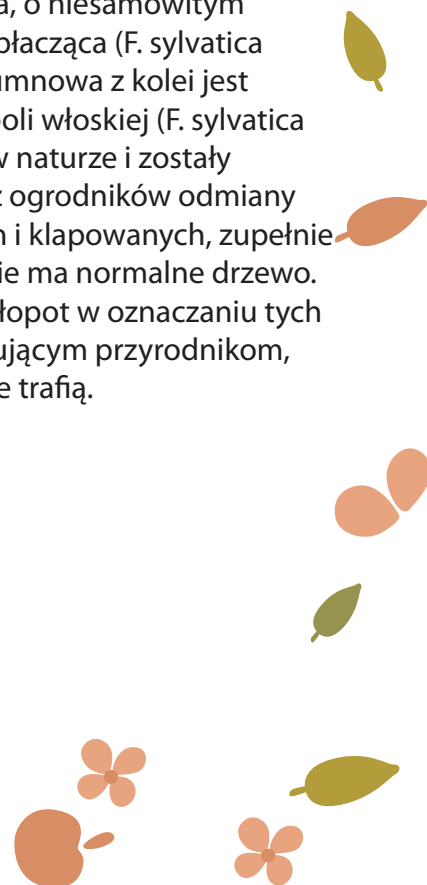 a, o niesamowitym
płacząca (F. sylvatica
umnowa z kolei jest
oli włoskiej (F. sylvatica
w naturze i zostały
z ogrodników odmiany
h i klapowanych, zupełnie
ie ma normalne drzewo.
łopot w oznaczaniu tych
ującym przyrodnikom,
e trafią.